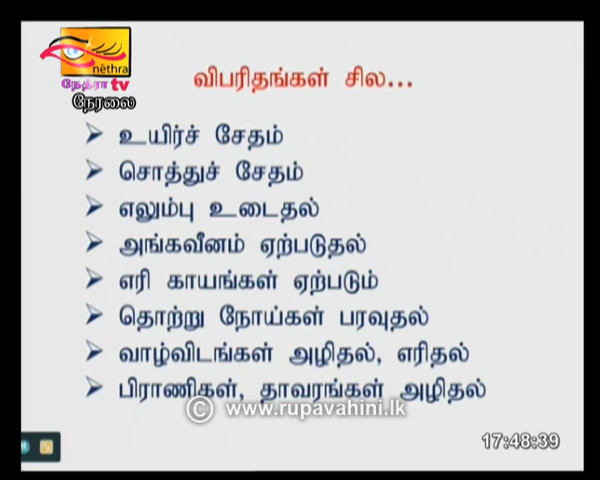 néthra
நேத்ரா tv
நேரலை
விபரிதங்கள் சில...
உயிர்ச் சேதம்
சொத்துச் சேதம்
எலும்பு உடைதல்
அங்கவீனம் ஏற்படுதல்
எரி காயங்கள் ஏற்படும்
தொற்று நோய்கள் பரவுதல்
வாழ்விடங்கள் அழிதல், எரிதல்
பிராணிகள், தாவரங்கள் அழிதல்
© www.rupavahini.lk
17:48:39